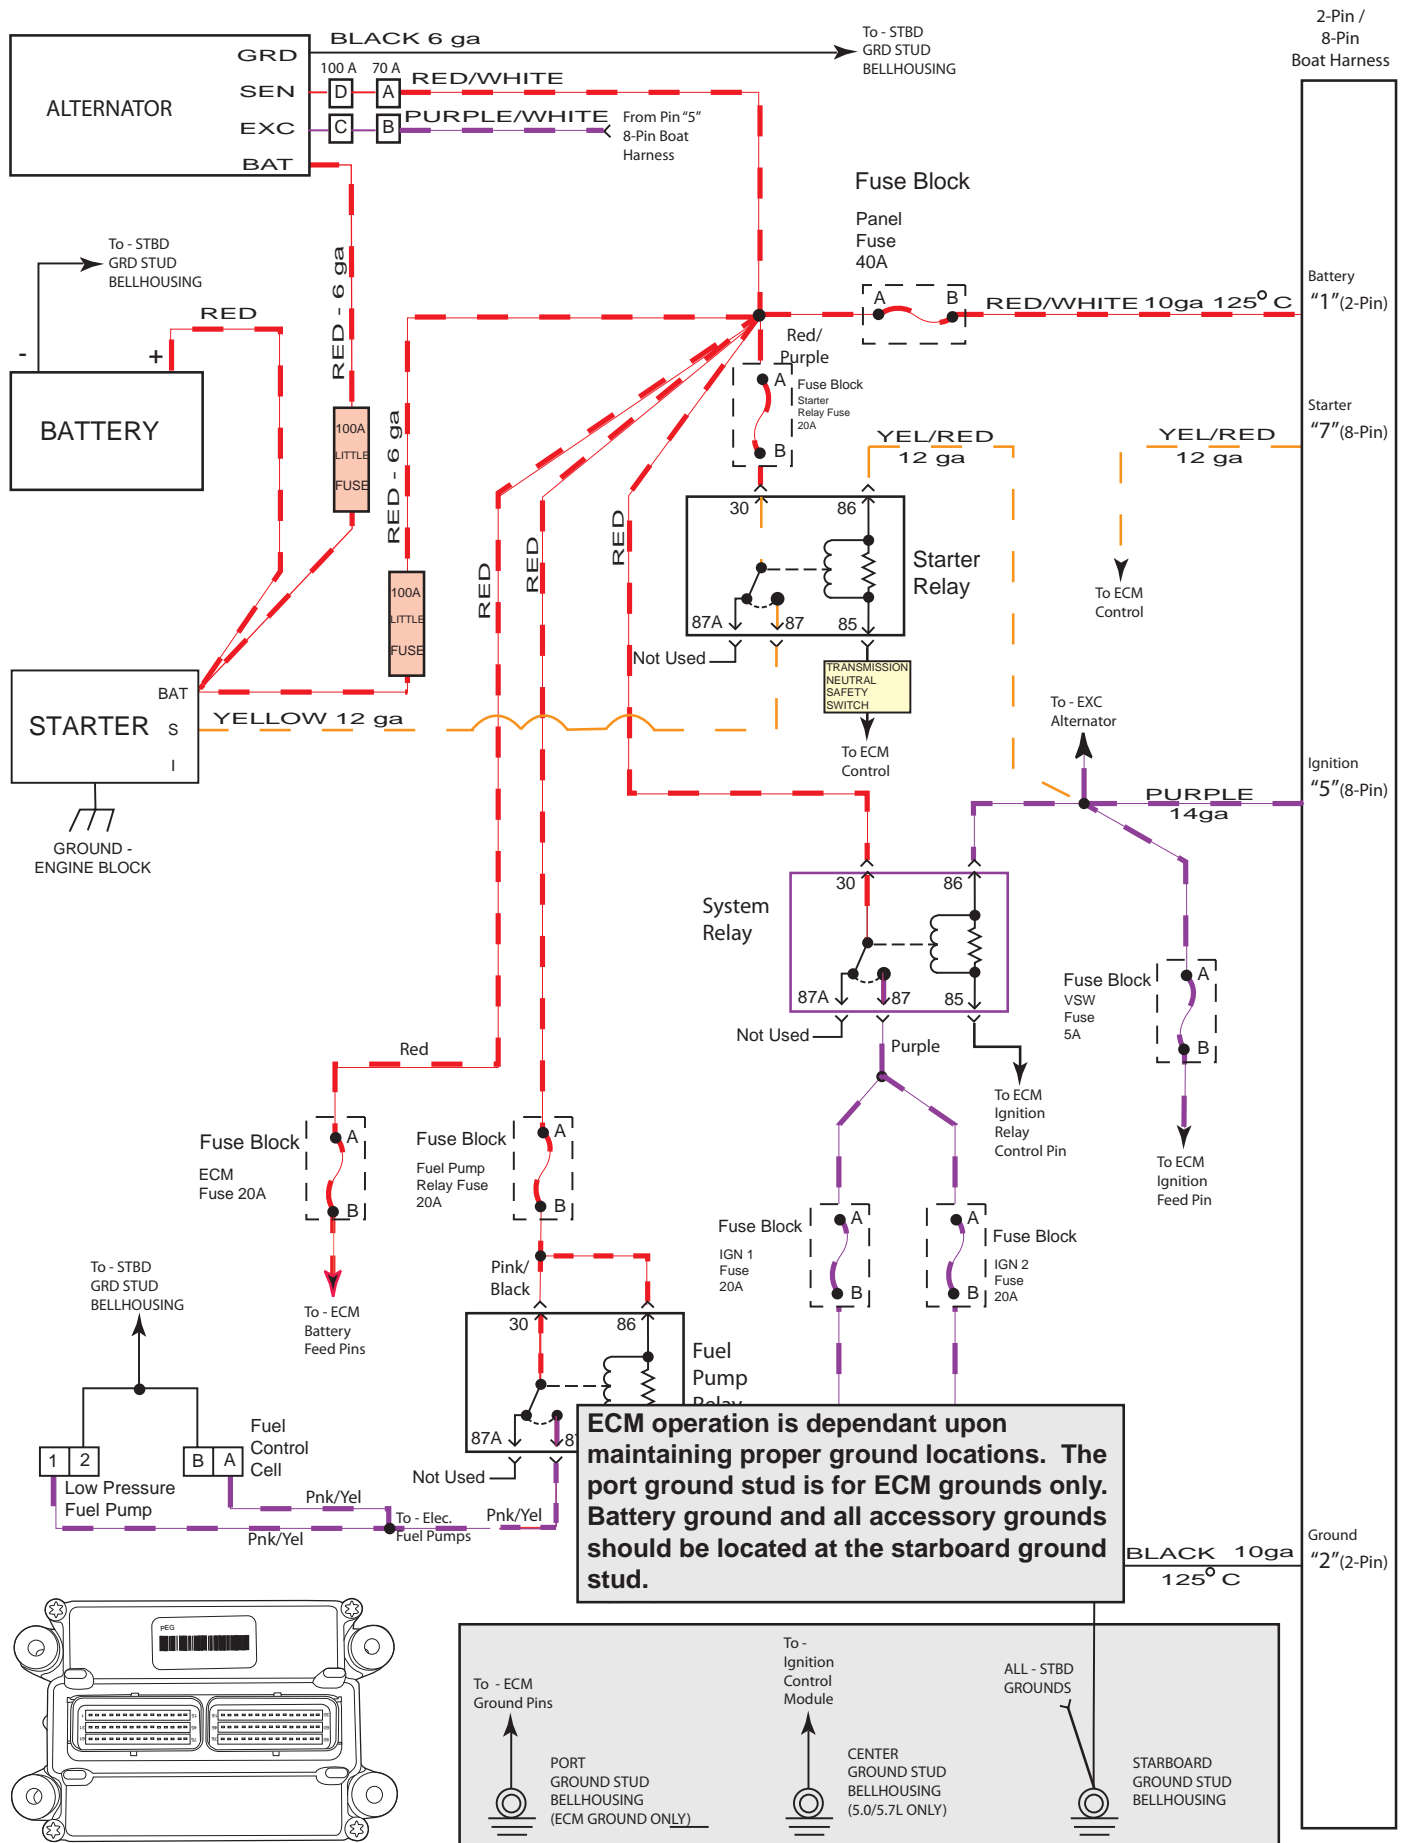 2-Pin /
8-Pin
Boat Harness
BLACK 6 ga
To - STBD
GRD STUD
BELLHOUSING
ALTERNATOR
GRD
SEN
EXC
BAT
100 A
70 A
D
A
C
B
RED/WHITE
PURPLE/WHITE
From Pin "5"
8-Pin Boat
Harness
Fuse Block
Panel
Fuse
40A
A
B
RED/WHITE 10ga 125° C
Battery
"1"(2-Pin)
To - STBD
GRD STUD
BELLHOUSING
RED
-
+
BATTERY
RED - 6 ga
100A
LITTLE
FUSE
RED - 6 ga
100A
LITTLE
FUSE
Red/
Purple
A
Fuse Block
Starter
Relay Fuse
20A
B
Starter
"7"(8-Pin)
YEL/RED
12 ga
YEL/RED
12 ga
To ECM
Control
30
86
Starter
Relay
87A
87
85
Not Used
TRANSMISSION
NEUTRAL
SAFETY
SWITCH
To ECM
Control
RED
RED
RED
STARTER
BAT
S
I
YELLOW 12 ga
GROUND -
ENGINE BLOCK
To - EXC
Alternator
PURPLE
14ga
Ignition
"5"(8-Pin)
System
Relay
30
86
87A
87
85
Not Used
Purple
To ECM
Ignition
Relay
Control Pin
Fuse Block
VSW
Fuse
5A
A
B
To ECM
Ignition
Feed Pin
Red
Fuse Block
ECM
Fuse 20A
A
B
To - ECM
Battery
Feed Pins
Fuse Block
Fuel Pump
Relay Fuse
20A
A
B
Fuse Block
IGN 1
Fuse
20A
A
B
A
B
Fuse Block
IGN 2
Fuse
20A
Pink/
Black
30
86
Fuel
Pump
Relay
87A
Not Used
To - STBD
GRD STUD
BELLHOUSING
1
2
B
A
Fuel
Control
Cell
Low Pressure
Fuel Pump
Pnk/Yel
Pnk/Yel
To - Elec.
Fuel Pumps
Pnk/Yel
ECM operation is dependant upon
maintaining proper ground locations. The
port ground stud is for ECM grounds only.
Battery ground and all accessory grounds
should be located at the starboard ground
stud.
BLACK 10ga
125° C
Ground
"2"(2-Pin)
PEG
To - ECM
Ground Pins
PORT
GROUND STUD
BELLHOUSING
(ECM GROUND ONLY)
To -
Ignition
Control
Module
CENTER
GROUND STUD
BELLHOUSING
(5.0/5.7L ONLY)
ALL - STBD
GROUNDS
STARBOARD
GROUND STUD
BELLHOUSING